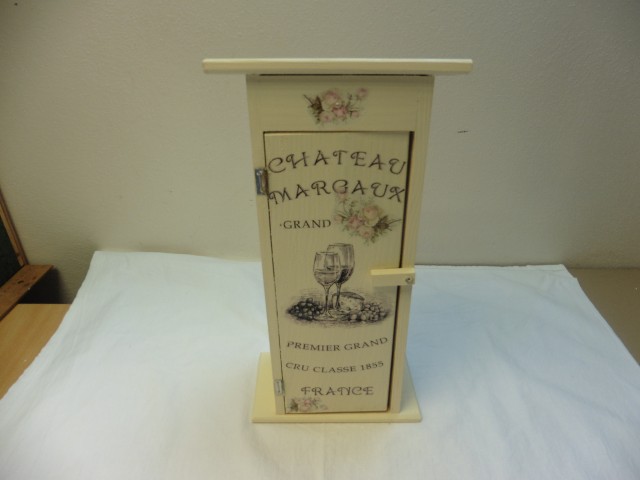 CHATEAU
MARGAUX
·GRAND
PREMIER GRAND
CRU CLASSE 1855
FRANCE